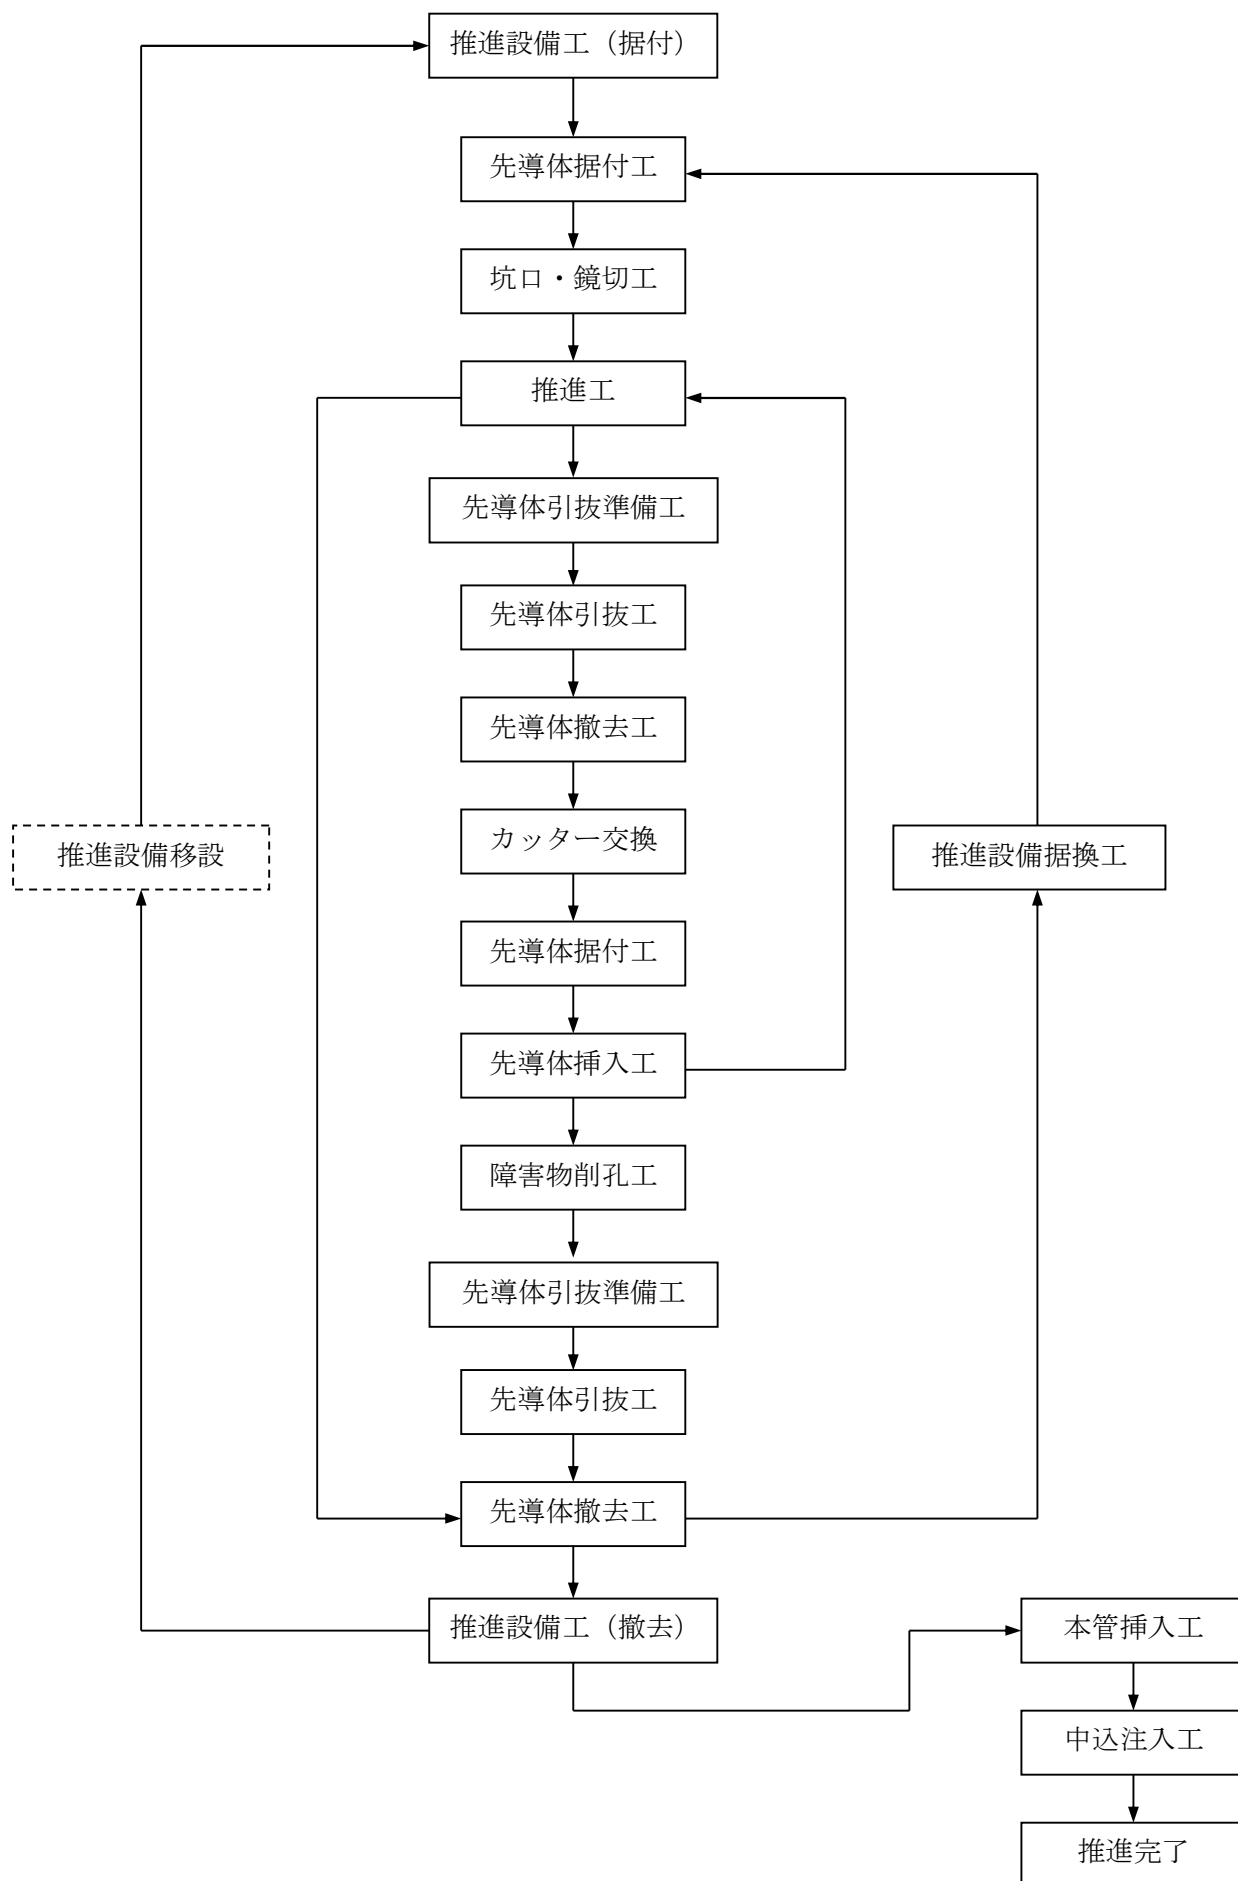 推進設備工（据付）
先導体据付工
坑口・鏡切工
推進工
先導体引抜準備工
先導体引抜工
先導体撤去工
カッター交換
推進設備移設
推進設備据換工
先導体据付工
先導体挿入工
障害物削孔工
先導体引抜準備工
先導体引抜工
先導体撤去工
推進設備工（撤去）
本管挿入工
中込注入工
推進完了